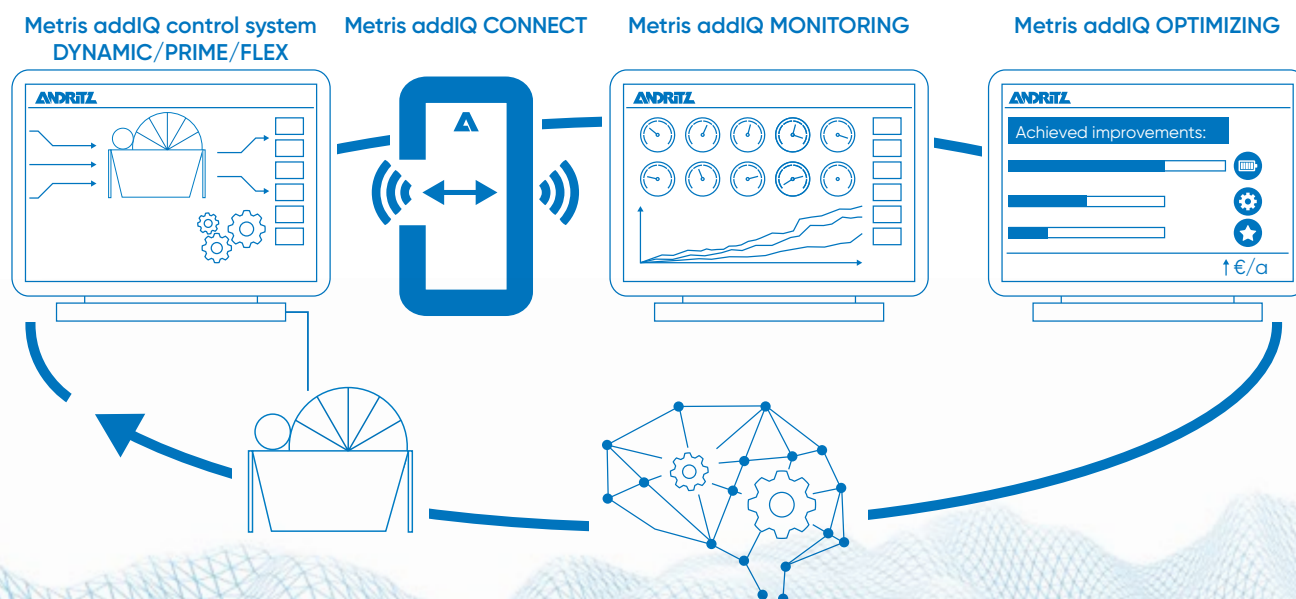 Metris addIQ control system
DYNAMIC/PRIME/FLEX
Metris addIQ CONNECT
Metris addIQ MONITORING
Metris addIQ OPTIMIZING
ANDRITZ
ANDRITZ
ANDRITZ
Achieved improvements:
↑€/a